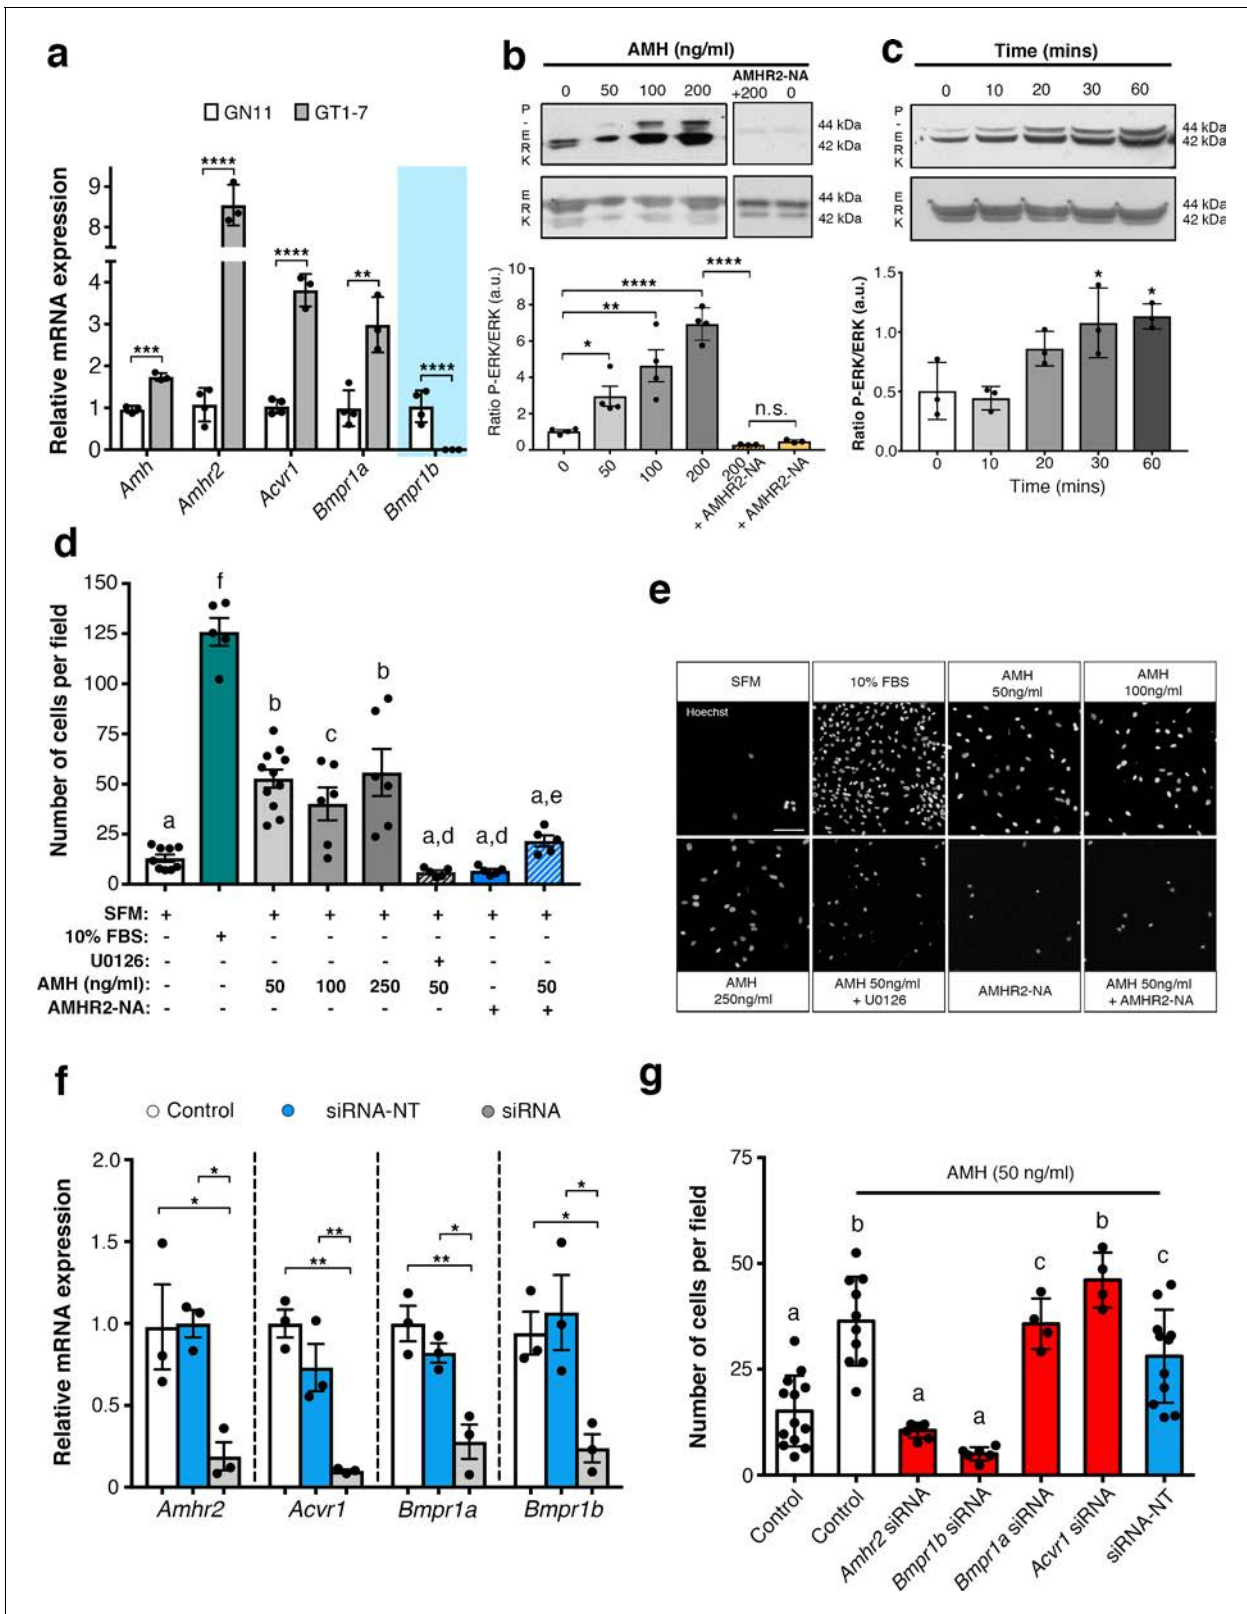 a
GN11 GT1-7
Relative mRNA expression
9
8
4
3
2
1
0
*** **** **** ** ****
Amh Amhr2 Acvr1 Bmpr1a Bmpr1b
b
AMH (ng/ml)
AMHR2-NA
0 50 100 200 +200 0
P-ERK
44 kDa
42 kDa
ERK
44 kDa
42 kDa
Ratio P-ERK/ERK (a.u.)
10
8
6
4
2
0
**** ****
**
*
n.s.
0 50 100 200 200 + AMHR2-NA + AMHR2-NA
c
Time (mins)
0 10 20 30 60
P-ERK
44 kDa
42 kDa
ERK
44 kDa
42 kDa
Ratio P-ERK/ERK (a.u.)
1.5
1.0
0.5
0.0
* *
0 10 20 30 60
Time (mins)
d
Number of cells per field
150
125
100
75
50
25
0
a f b c b a,d a,d a,e
SFM: + - + + + + + +
10% FBS: - + - - - - - -
U0126: - - - - - + - -
AMH (ng/ml): - - 50 100 250 50 - 50
AMHR2-NA: - - - - - - + +
e
SFM
10% FBS
AMH
50ng/ml
AMH
100ng/ml
Hoechst
AMH
250ng/ml
AMH 50ng/ml
+ U0126
AMHR2-NA
AMH 50ng/ml
+ AMHR2-NA
f
Control siRNA-NT siRNA
Relative mRNA expression
2.0
1.5
1.0
0.5
0
* * ** ** * ** * *
Amhr2 Acvr1 Bmpr1a Bmpr1b
g
Number of cells per field
75
50
25
0
AMH (50 ng/ml)
a b a a c b c
Control
Control
Amhr2 siRNA
Bmpr1b siRNA
Bmpr1a siRNA
Acvr1 siRNA
siRNA-NT